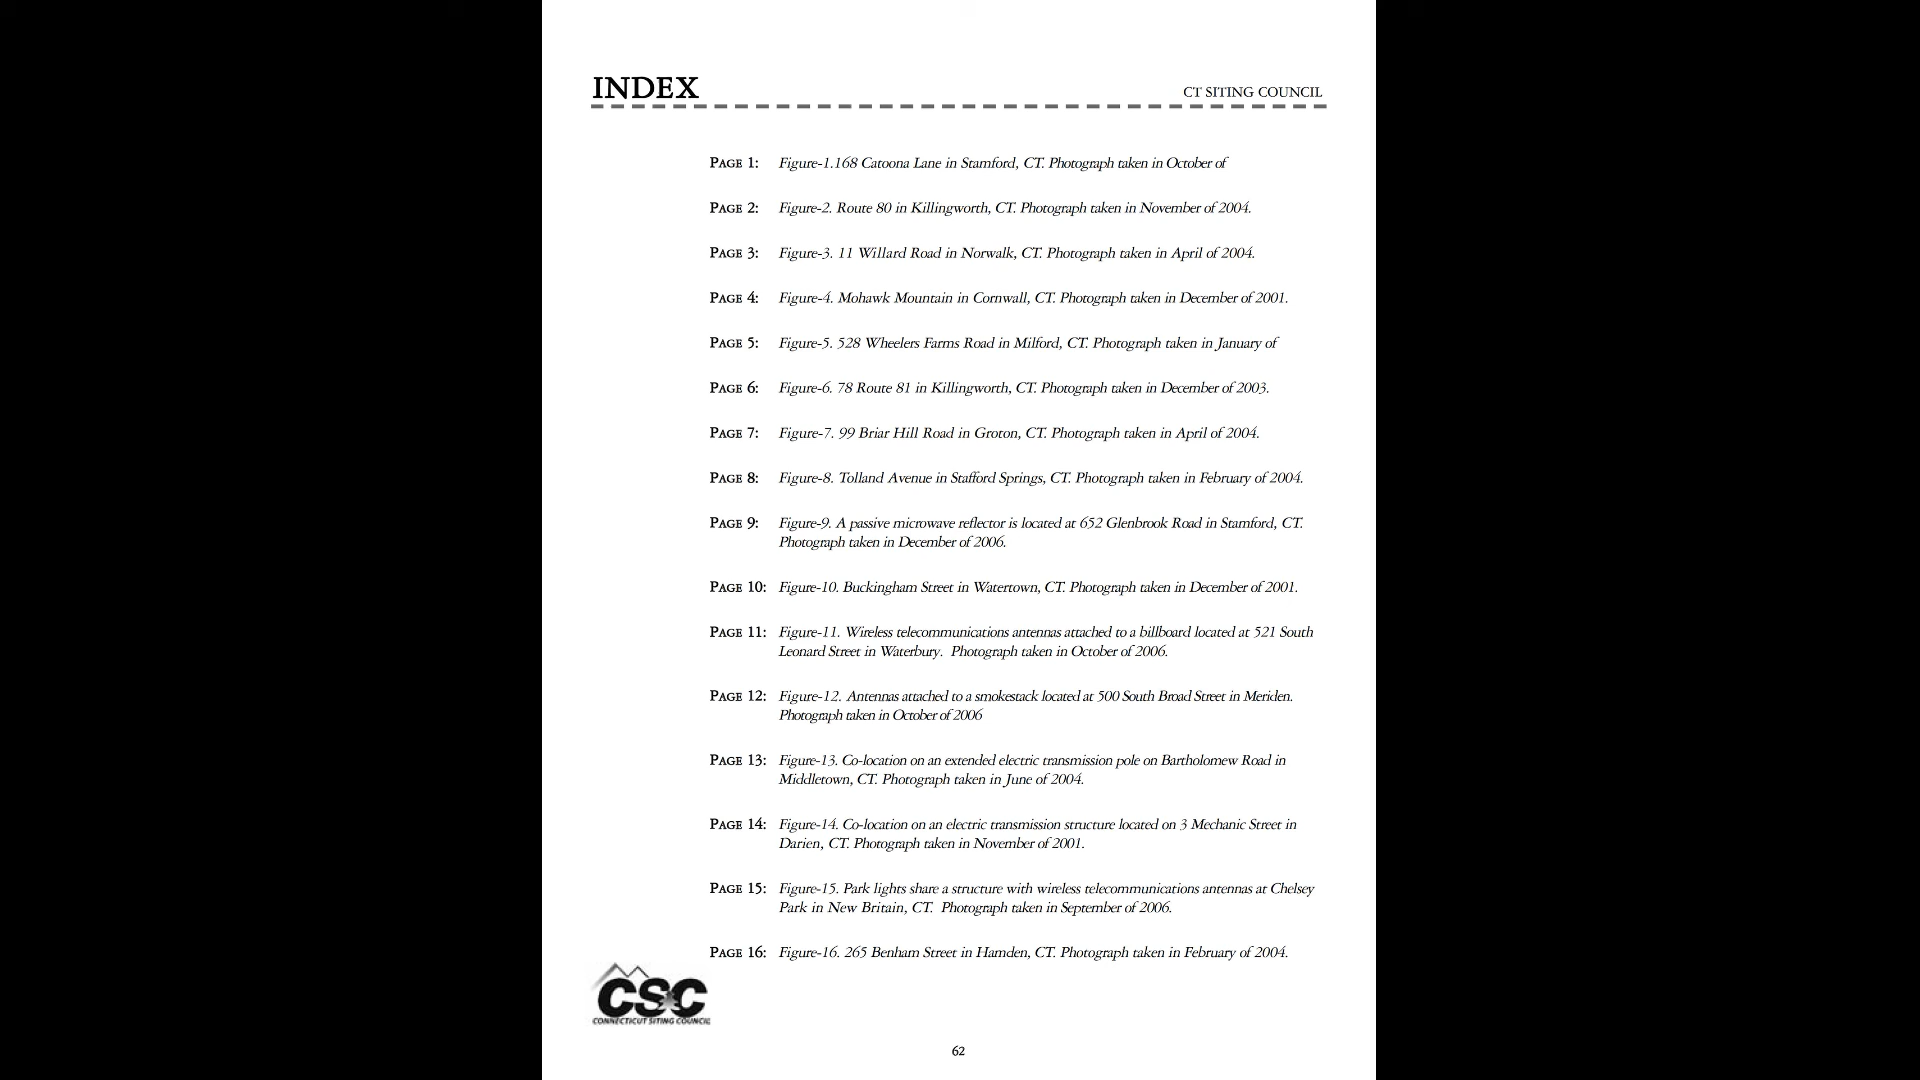 INDEX
CT SITING COUNCIL
PAGE 1: Figure-1.168 Catoona Lane in Stamford, CT. Photograph taken in October of
PAGE 2: Figure-2. Route 80 in Killingworth, CT. Photograph taken in November of 2004.
PAGE 3: Figure-3. 11 Willard Road in Norwalk, CT. Photograph taken in April of 2004.
PAGE 4: Figure-4. Mohawk Mountain in Cornwall, CT. Photograph taken in December of 2001.
PAGE 5: Figure-5. 528 Wheelers Farms Road in Milford, CT. Photograph taken in January of
PAGE 6: Figure-6. 78 Route 81 in Killingworth, CT. Photograph taken in December of 2003.
PAGE 7: Figure-7. 99 Briar Hill Road in Groton, CT. Photograph taken in April of 2004.
PAGE 8: Figure-8. Tolland Avenue in Stafford Springs, CT. Photograph taken in February of 2004.
PAGE 9: Figure-9. A passive microwave reflector is located at 652 Glenbrook Road in Stamford, CT.
Photograph taken in December of 2006.
PAGE 10: Figure-10. Buckingham Street in Watertown, CT. Photograph taken in December of 2001.
PAGE 11: Figure-11. Wireless telecommunications antennas attached to a billboard located at 521 South
Leonard Street in Waterbury. Photograph taken in October of 2006.
PAGE 12: Figure-12. Antennas attached to a smokestack located at 500 South Broad Street in Meriden.
Photograph taken in October of 2006
PAGE 13: Figure-13. Co-location on an extended electric transmission pole on Bartholomew Road in
Middletown, CT. Photograph taken in June of 2004.
PAGE 14: Figure-14. Co-location on an electric transmission structure located on 3 Mechanic Street in
Darien, CT. Photograph taken in November of 2001.
PAGE 15: Figure-15. Park lights share a structure with wireless telecommunications antennas at Chelsey
Park in New Britain, CT. Photograph taken in September of 2006.
PAGE 16: Figure-16. 265 Benham Street in Hamden, CT. Photograph taken in February of 2004.
CSC
CONNECTICUT SITING COUNCIL
62